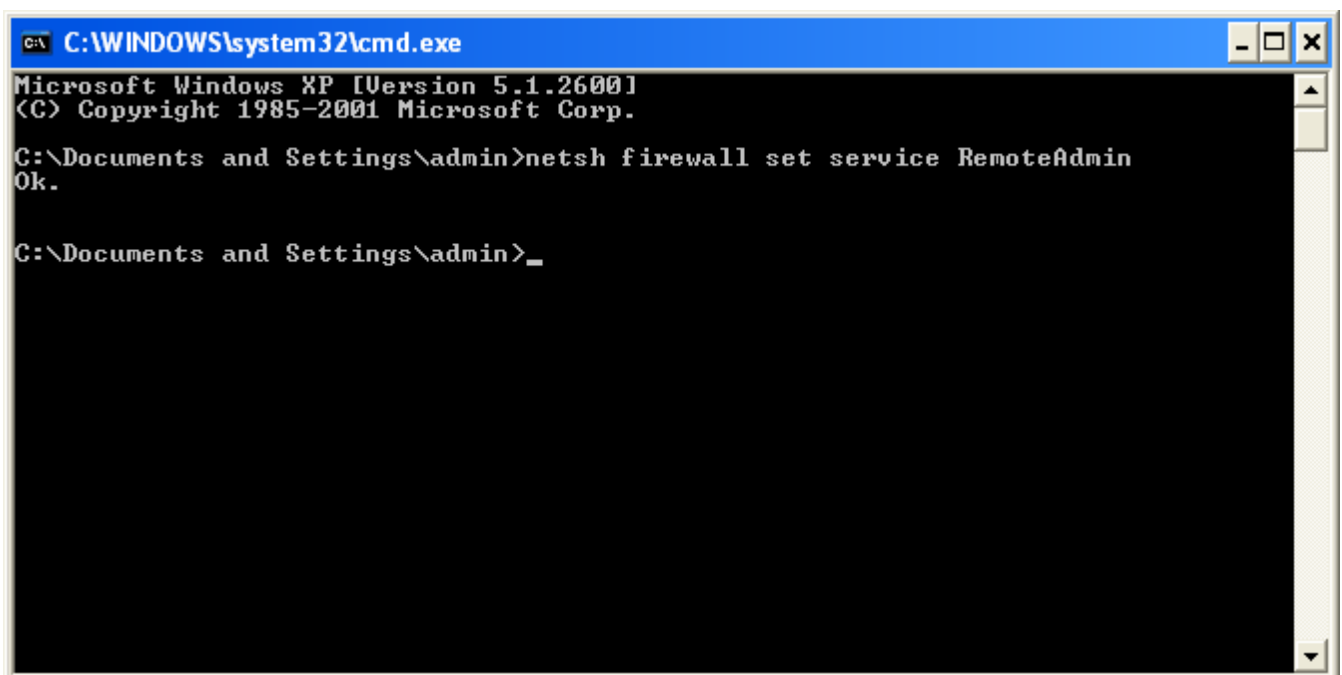 C:\WINDOWS\system32\cmd.exe
Microsoft Windows XP [Version 5.1.2600]
(C) Copyright 1985-2001 Microsoft Corp.
C:\Documents and Settings\admin>netsh firewall set service RemoteAdmin
Ok.
C:\Documents and Settings\admin>_